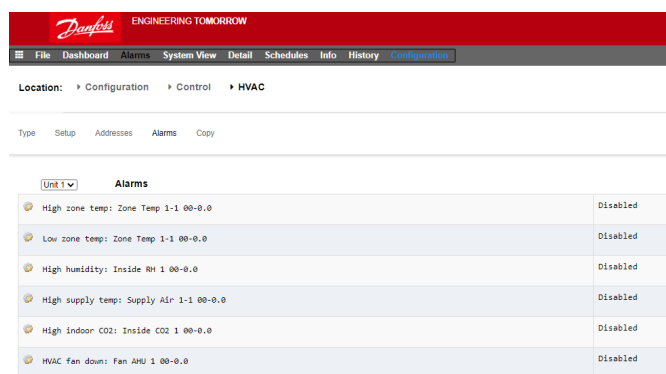 Danfoss ENGINEERING TOMORROW
File Dashboard Alarms System View Detail Schedules Info History Configuration
Location: Configuration Control HVAC
Type Setup Addresses Alarms Copy
Unit 1 Alarms
High zone temp: Zone Temp 1-1 00-0.0 Disabled
Low zone temp: Zone Temp 1-1 00-0.0 Disabled
High humidity: Inside RH 1 00-0.0 Disabled
High supply temp: Supply Air 1-1 00-0.0 Disabled
High indoor CO2: Inside CO2 1 00-0.0 Disabled
HVAC fan down: Fan AHU 1 00-0.0 Disabled